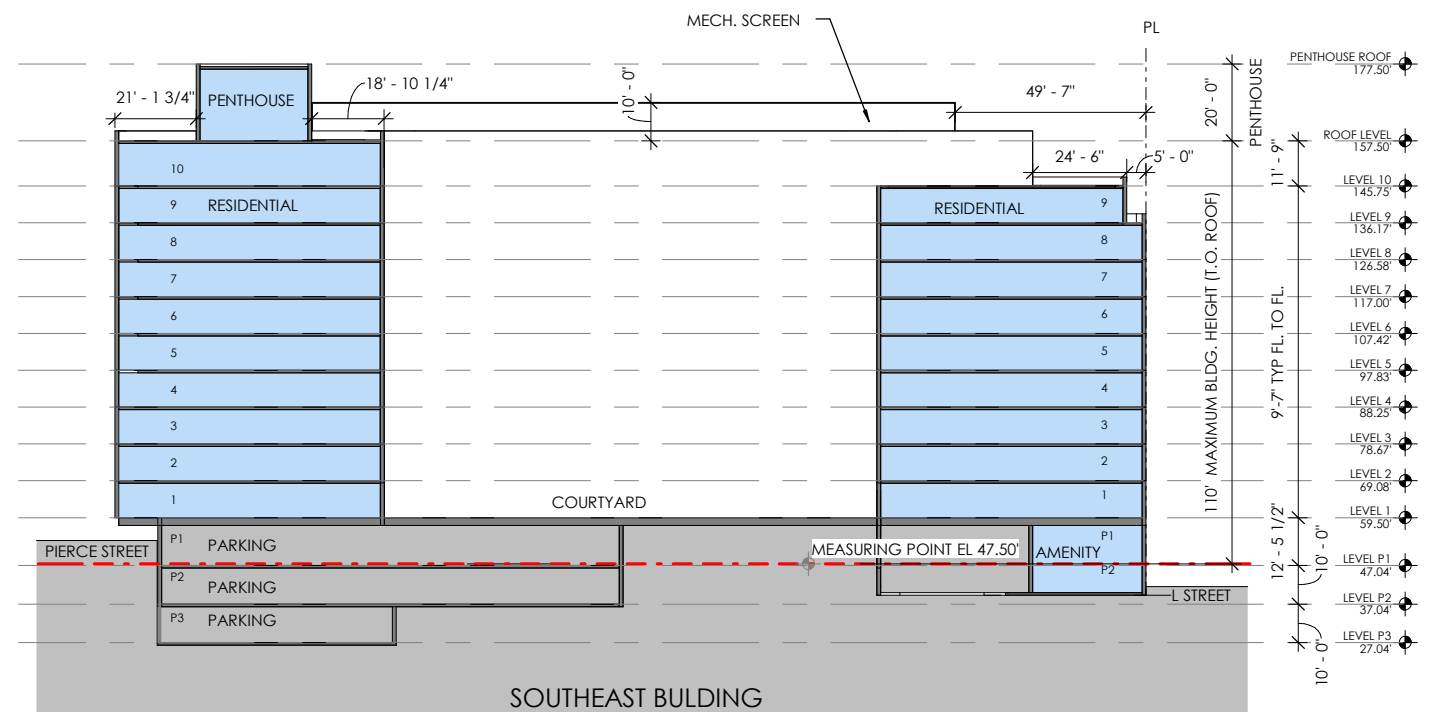 MECH. SCREEN
PL
PENTHOUSE ROOF
177.50'
21' - 1 3/4"
PENTHOUSE
18' - 10 1/4"
10' - 0"
49' - 7"
20' - 0"
PENTHOUSE
ROOF LEVEL
157.50'
24' - 6"
5' - 0"
11' - 9"
10
LEVEL 10
145.75'
9
RESIDENTIAL
RESIDENTIAL
9
LEVEL 9
136.17'
8
8
LEVEL 8
126.58'
7
7
LEVEL 7
117.00'
6
6
LEVEL 6
107.42'
5
5
LEVEL 5
97.83'
4
4
LEVEL 4
88.25'
3
3
LEVEL 3
78.67'
2
2
LEVEL 2
69.08'
1
1
LEVEL 1
59.50'
110' MAXIMUM BLDG. HEIGHT (T.O. ROOF)
9'-7" TYP FL. TO FL.
COURTYARD
12' - 5 1/2"
10' - 0"
10' - 0"
PIERCE STREET
P1
PARKING
MEASURING POINT EL 47.50'
AMENITY
P1
P2
LEVEL P1
47.04'
P2
PARKING
L STREET
LEVEL P2
37.04'
P3
PARKING
LEVEL P3
27.04'
SOUTHEAST BULDING